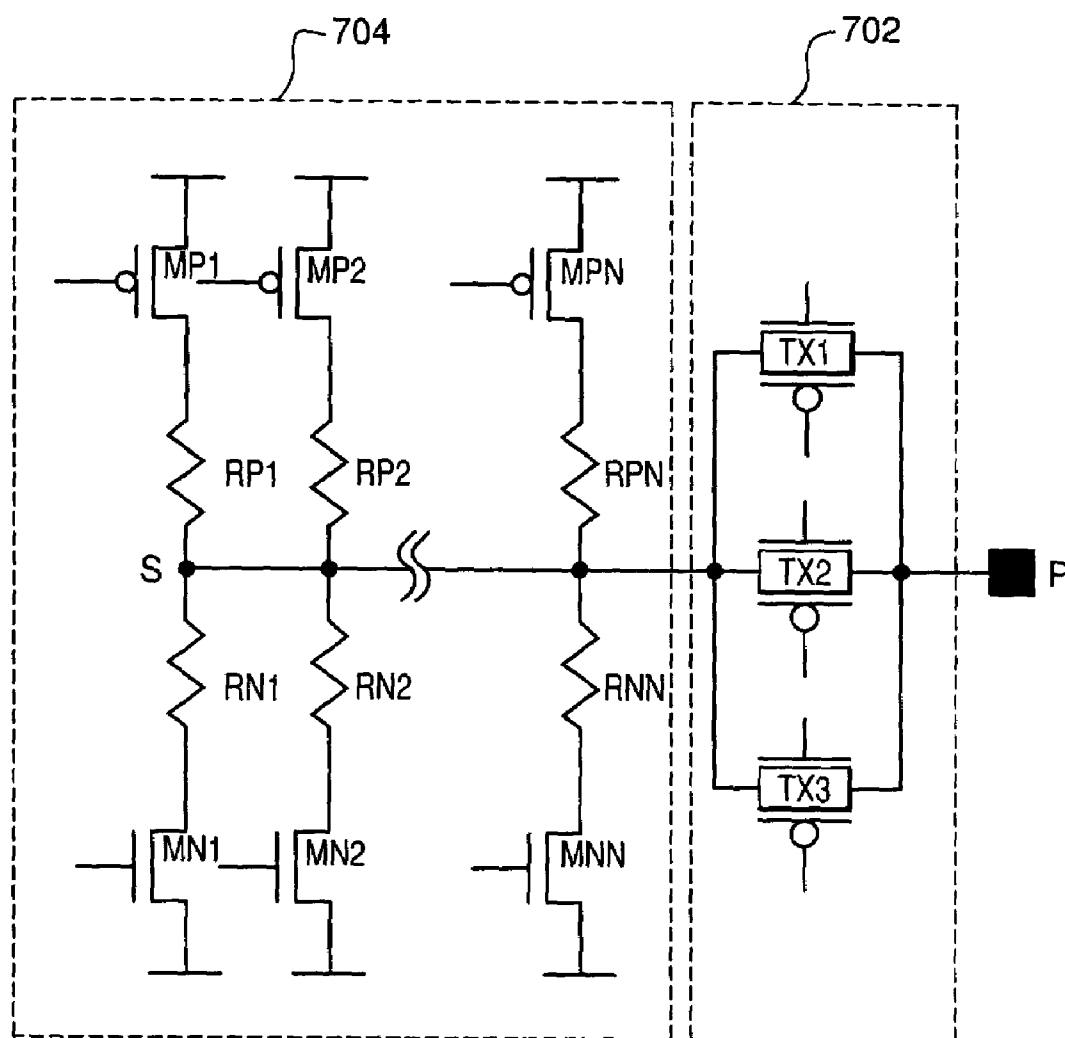 704 702
MP1 MP2 MPN
TX1
RP1 RP2 RPN
S TX2 P
RN1 RN2 RNN
TX3
MN1 MN2 MNN